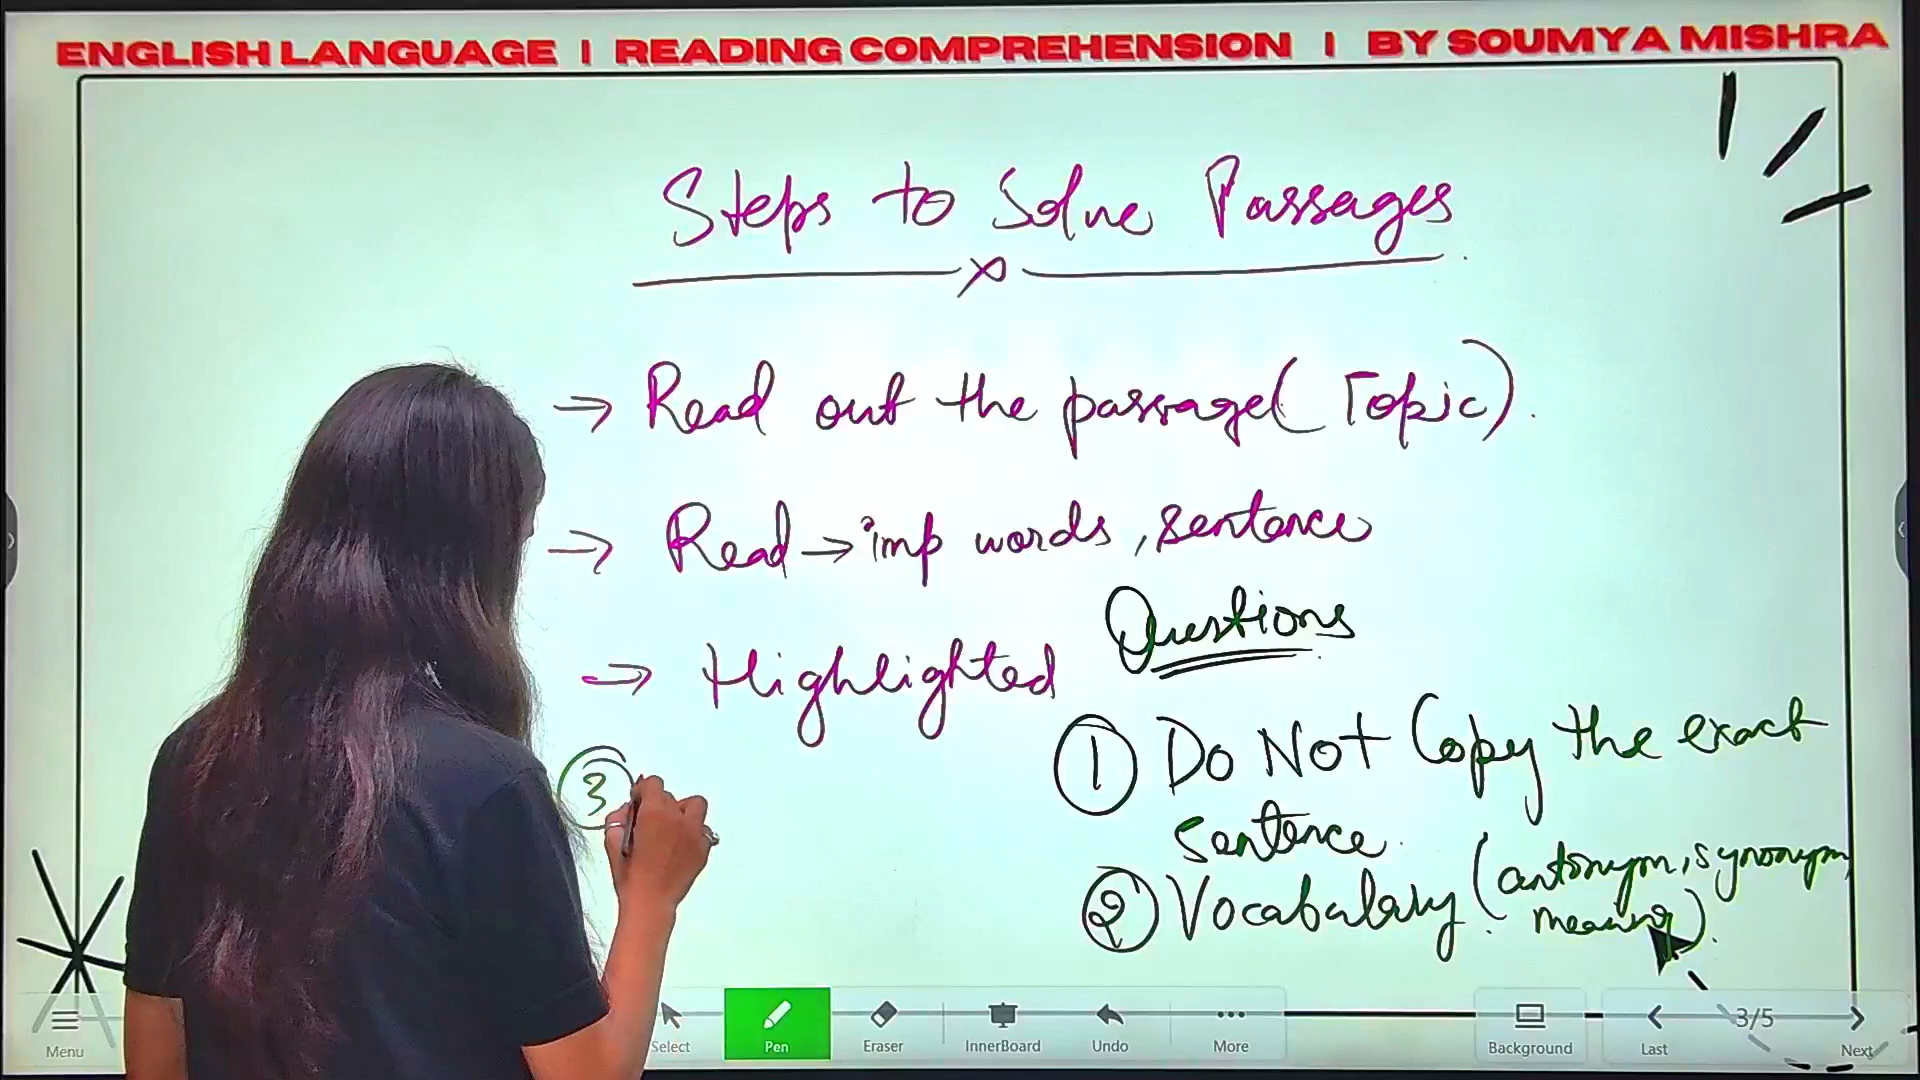 ENGLISH LANGUAGE | READING COMPREHENSION | BY SOUMYA MISHRA
Steps to Solve Passages
→ Read out the passage (Topic).
→ Read → imp words, sentence
→ Highlighted
Questions
① Do NOT Copy the exact
sentence.
② Vocabulary (antonym, synonym,
meaning).
③
Menu
Select
Pen
Eraser
InnerBoard
Undo
More
Background
Last
3/5
Next